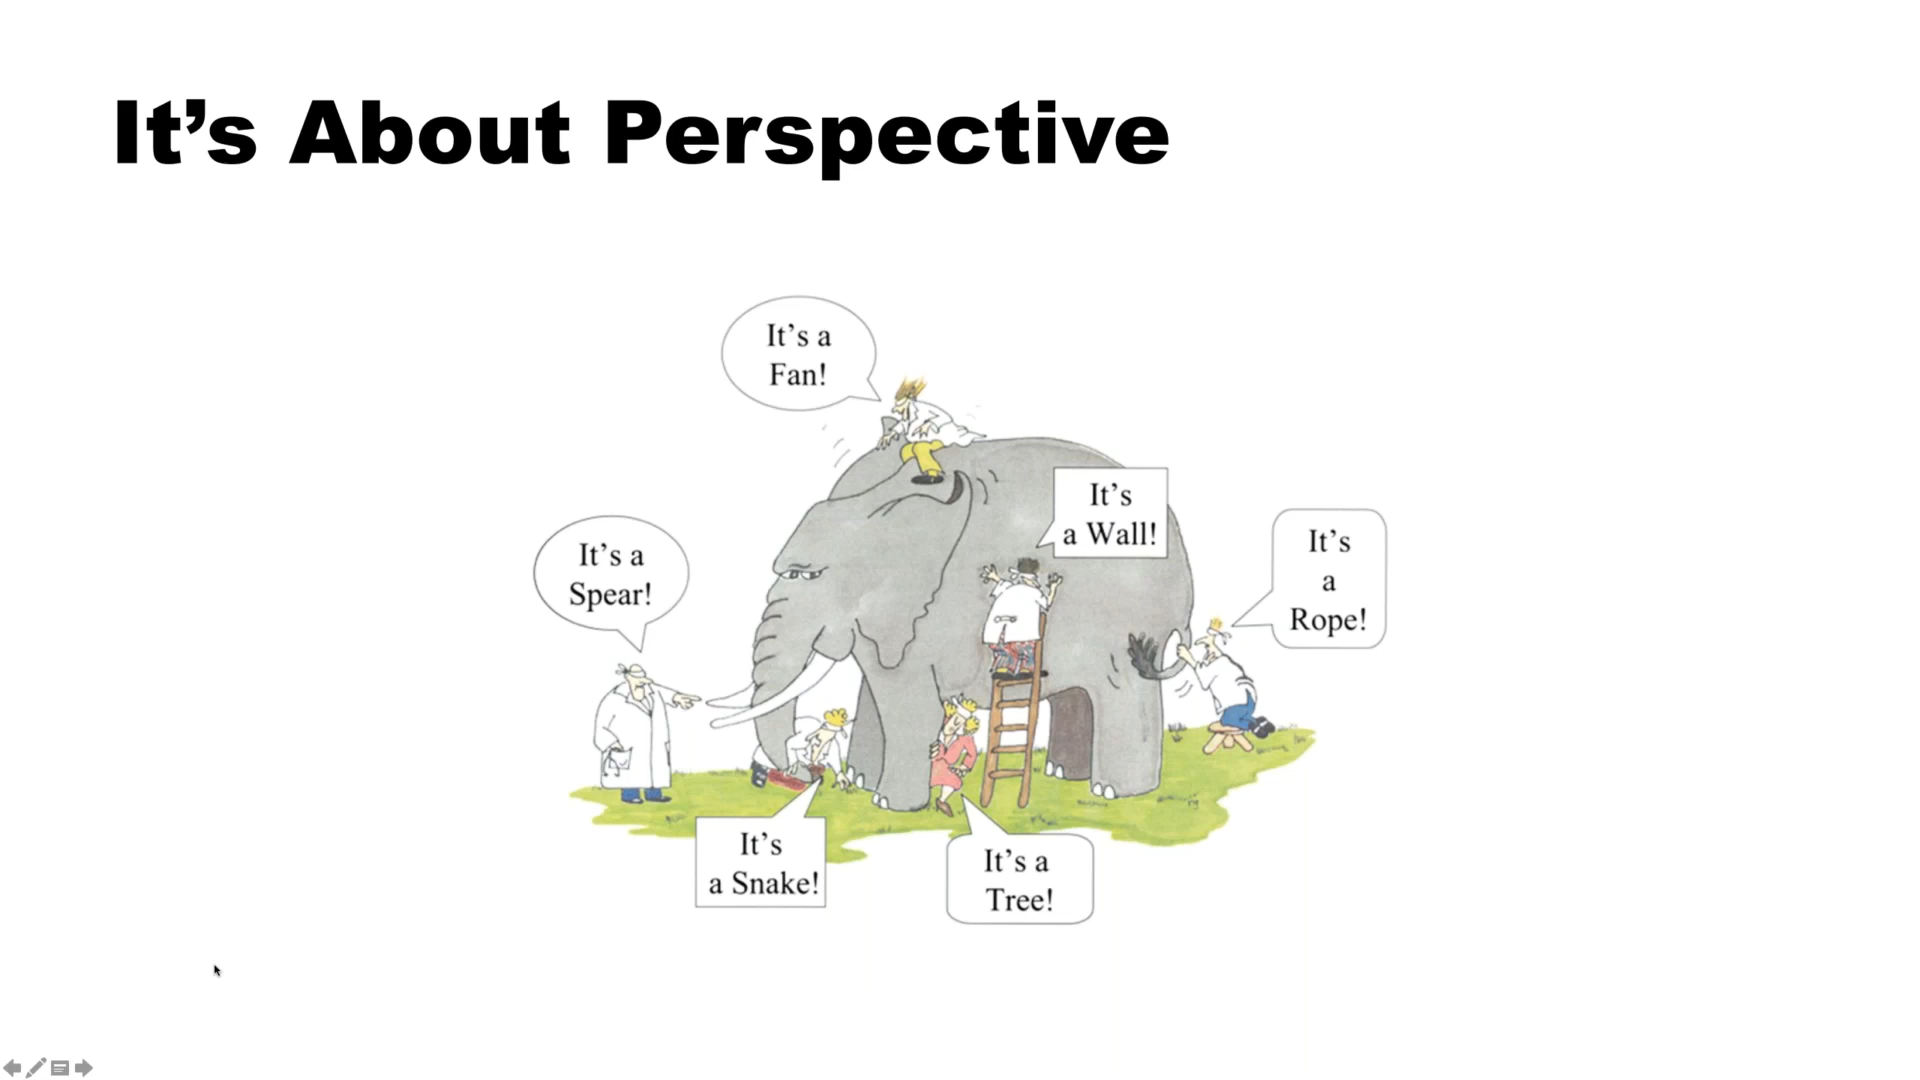 It’s About Perspective
It’s a
Fan!
It’s
a Wall!
It’s a
Spear!
It’s
a
Rope!
It’s
a Snake!
It’s a
Tree!